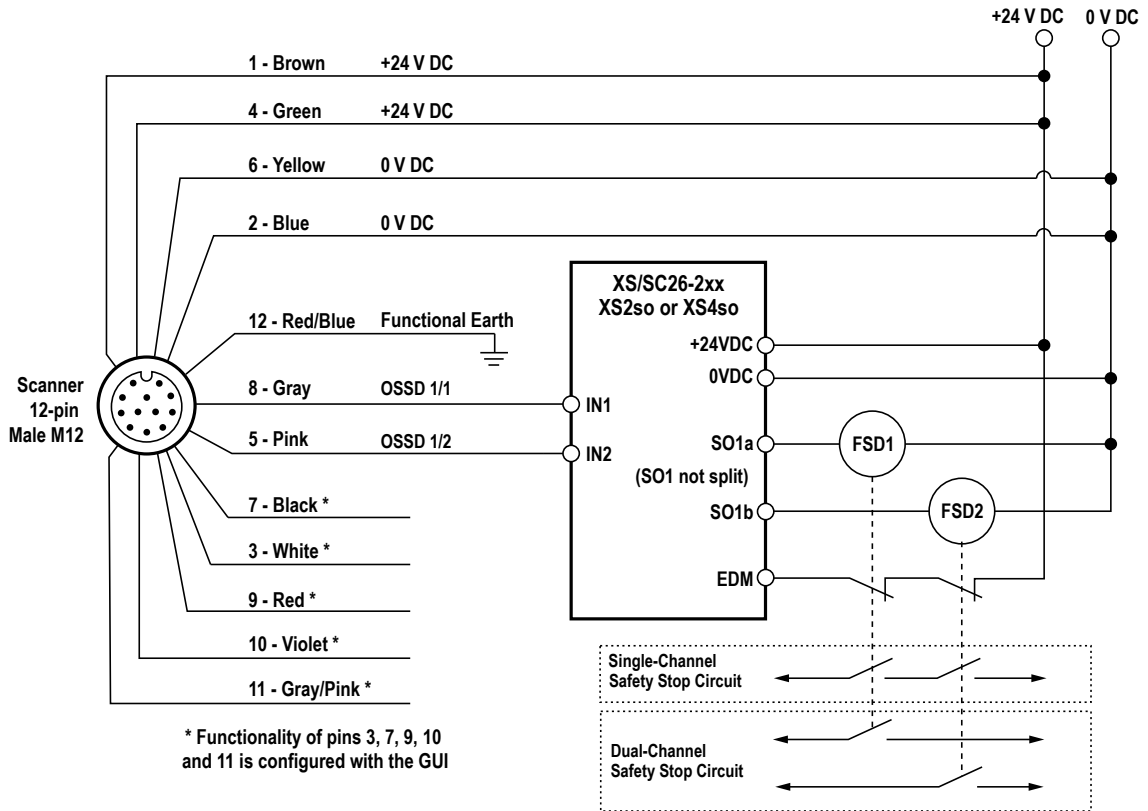 +24 V DC 0 V DC
1 - Brown +24 V DC
4 - Green +24 V DC
6 - Yellow 0 V DC
2 - Blue 0 V DC
XS/SC26-2xx
XS2so or XS4so
12 - Red/Blue Functional Earth
+24VDC
0VDC
Scanner
12-pin
Male M12
8 - Gray OSSD 1/1
IN1
5 - Pink OSSD 1/2
IN2
SO1a
FSD1
(SO1 not split)
7 - Black *
SO1b
FSD2
3 - White *
EDM
9 - Red *
10 - Violet *
11 - Gray/Pink *
Single-Channel
Safety Stop Circuit
* Functionality of pins 3, 7, 9, 10
and 11 is configured with the GUI
Dual-Channel
Safety Stop Circuit